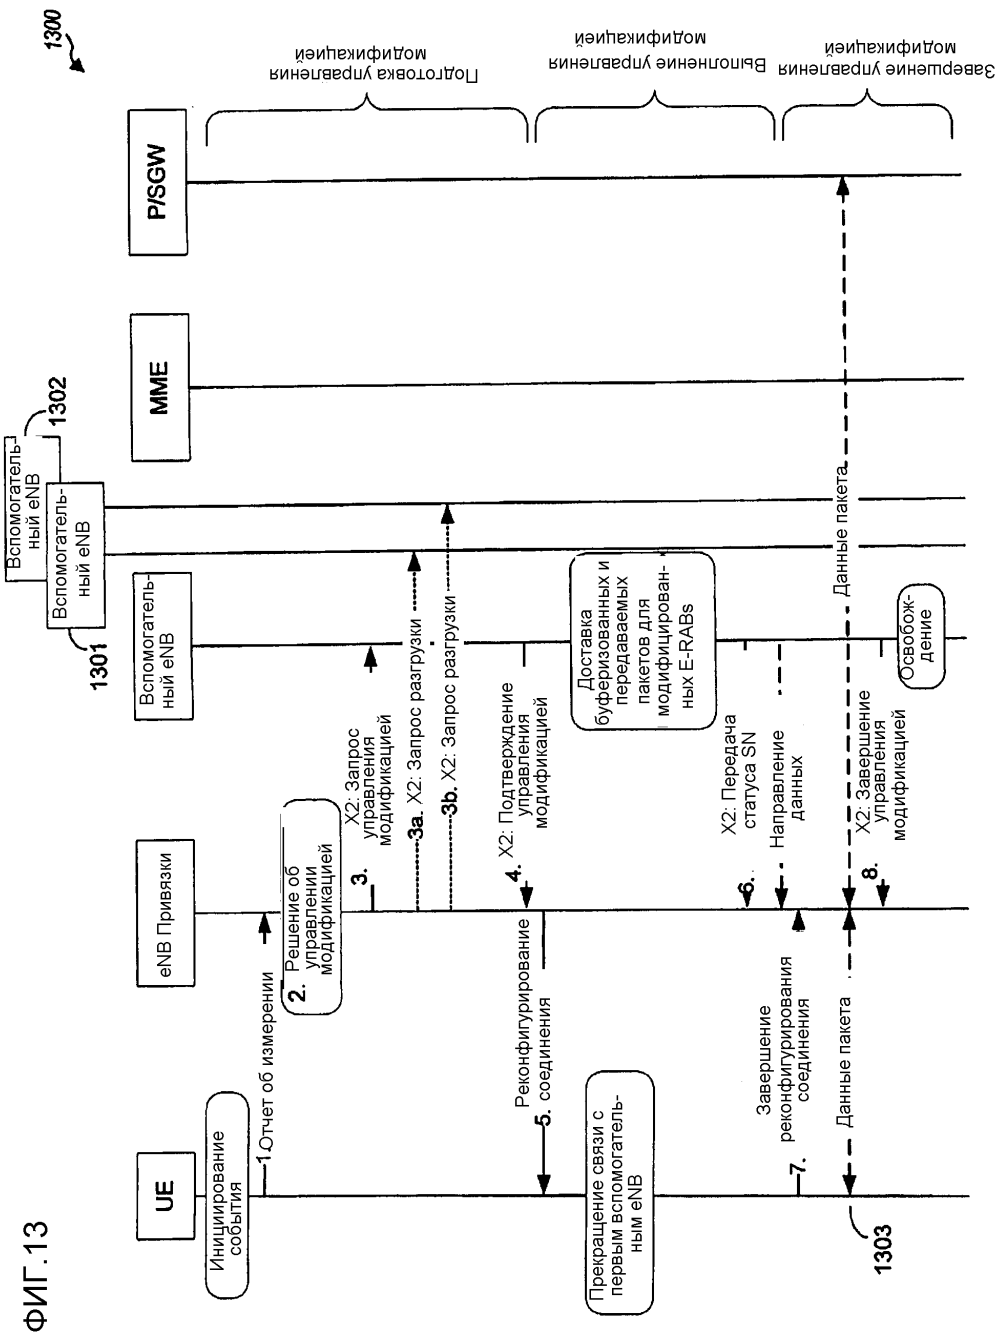 ФИГ.13
1300
UE
eNB Привязки
Вспомогатель-
ный eNB
1301
Вспомогатель-
ный eNB
Вспомогатель-
ный eNB
1302
MME
P/SGW
Инициирование
события
1.
Отчет об измерении
2. Решение об
управлении
модификацией
3.
X2: Запрос
управления
модификацией
3a. X2: Запрос разгрузки
3b. X2: Запрос разгрузки
4.
X2: Подтверждение
управления
модификацией
Реконфигурирование
5. соединения
Прекращение связи с
первым вспомогатель-
ным eNB
Доставка
буферизованных и
передаваемых
пакетов для
модифицирован-
ных E-RABs
6.
X2: Передача
статуса SN
Направление
данных
7.
Завершение
реконфигурирования
соединения
1303
Данные пакета
Данные пакета
8.
X2: Завершение
управления
модификацией
Освобож-
дение
Подготовка управления
модификацией
Выполнение управления
модификацией
Завершение управления
модификацией